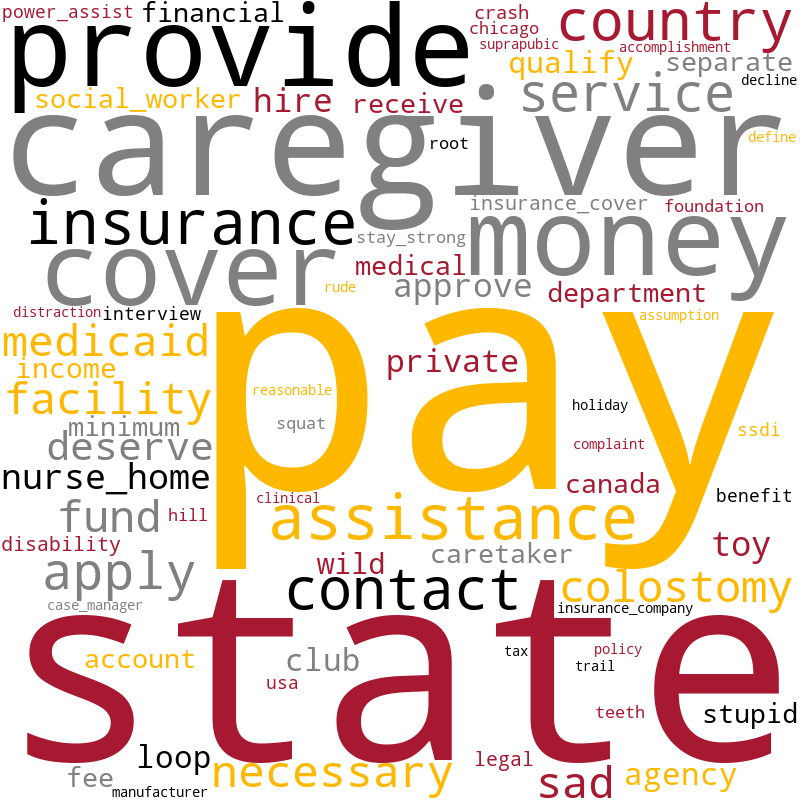 power_assist
financial
provide
crash
chicago
suprapubic
country
accomplishment
qualify
separate
decline
social_worker
hire
receive
service
caregiver
root
define
insurance
insurance_cover
foundation
money
stay_strong
cover
medical
approve
rude
department
distraction
interview
pay
assumption
medicaid
private
income
facility
reasonable
holiday
minimum
squat
ssdi
deserve
complaint
nurse_home
canada
benefit
clinical
fund
hill
assistance
disability
toy
caretaker
wild
apply
contact
colostomy
case_manager
insurance_company
state
account
club
tax
policy
trail
usa
teeth
stupid
loop
legal
necessary
fee
sad
agency
manufacturer